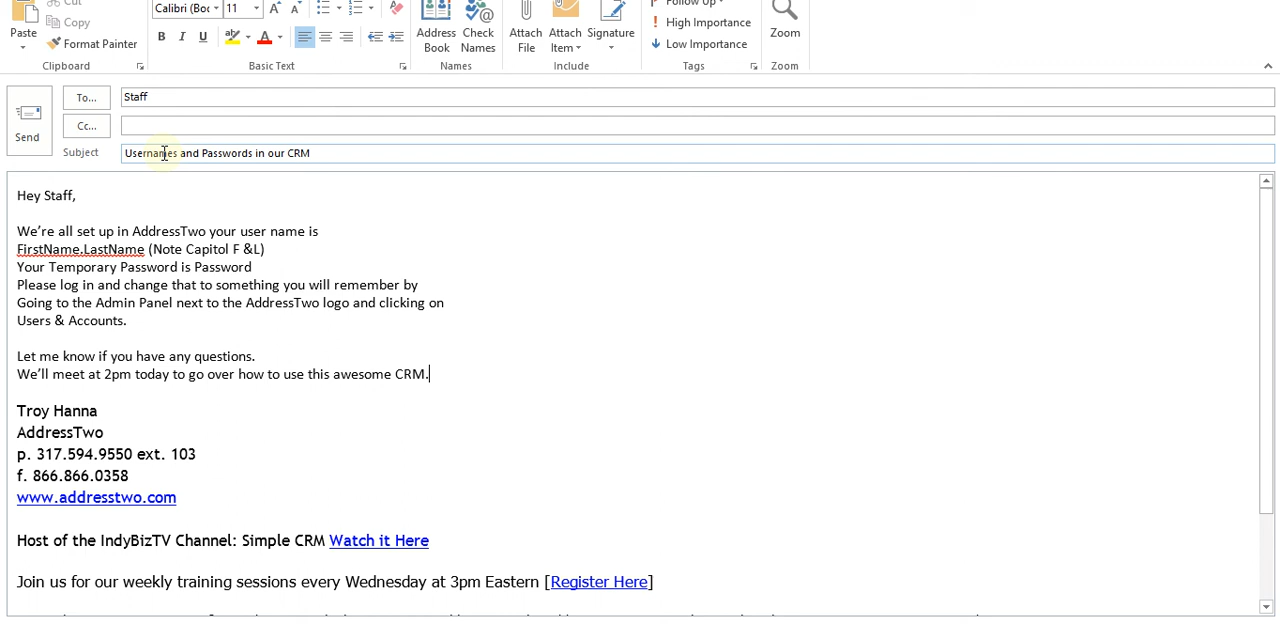 Cut
Copy
Paste
Format Painter
Clipboard
Calibri (Boc
11
B I U
Basic Text
Address Book
Check Names
Names
Attach File
Attach Item
Signature
Include
Follow Up
High Importance
Low Importance
Tags
Zoom
Zoom
Send
To... Staff
Cc...
Subject Usernames and Passwords in our CRM
Hey Staff,
We're all set up in AddressTwo your user name is
FirstName.LastName (Note Capitol F &L)
Your Temporary Password is Password
Please log in and change that to something you will remember by
Going to the Admin Panel next to the AddressTwo logo and clicking on
Users & Accounts.
Let me know if you have any questions.
We'll meet at 2pm today to go over how to use this awesome CRM.
Troy Hanna
AddressTwo
p. 317.594.9550 ext. 103
f. 866.866.0358
www.addresstwo.com
Host of the IndyBizTV Channel: Simple CRM Watch it Here
Join us for our weekly training sessions every Wednesday at 3pm Eastern [Register Here]